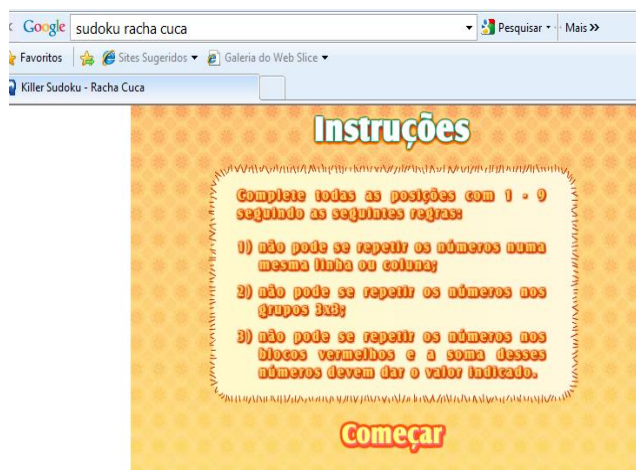 Google sudoku racha cuca Pesquisar Mais »
Favoritos Sites Sugeridos Galeria do Web Slice
Killer Sudoku - Racha Cuca
Instruções
Complete todas as posições com 1 - 9
seguindo as seguintes regras:
1) não pode se repetir os números numa
mesma linha ou coluna;
2) não pode se repetir os números nos
grupos 3x3;
3) não pode se repetir os números nos
blocos vermelhos e a soma desses
números devem dar o valor indicado.
Começar